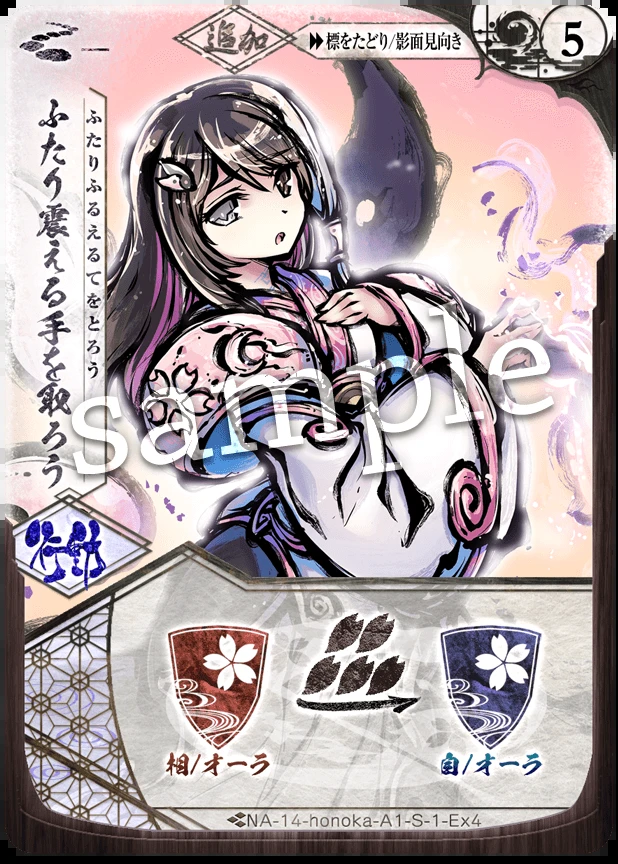 追加
▶▶標をたどり/影面見向き
5
ふたりふるえるてをとろう
ふたり震える手を取ろう
行動
sample
相/オーラ
自/オーラ
NA-14-honoka-A1-S-1-Ex4